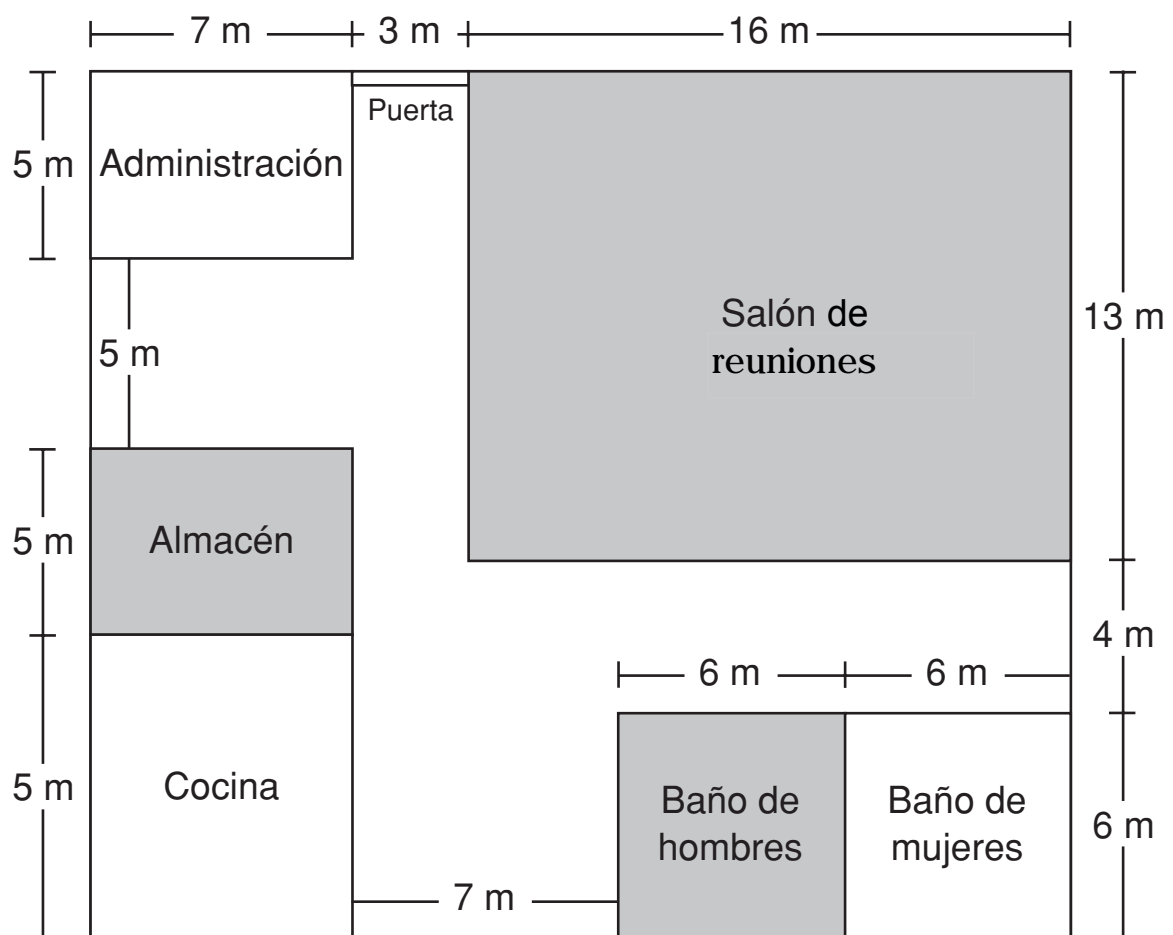 7 m 3 m 16 m
Puerta
5 m
Administración
Salón de
reuniones
13 m
5 m
5 m
Almacén
4 m
6 m 6 m
5 m
Cocina
Baño de
hombres
Baño de
mujeres
6 m
7 m